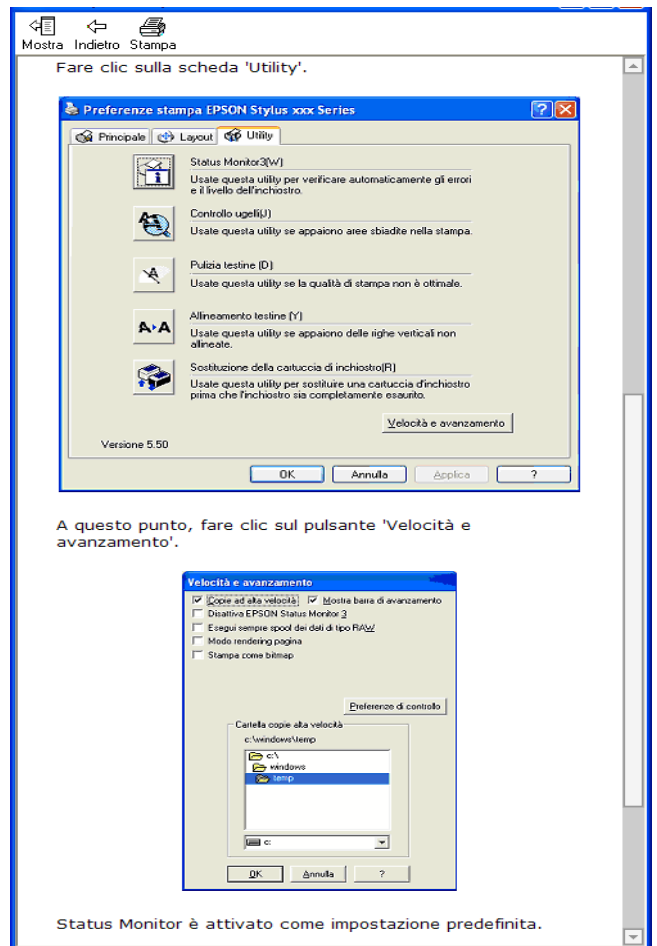 Mostra Indietro Stampa
Fare clic sulla scheda 'Utility'.
Preferenze stampa EPSON Stylus xxx Series
Principale Layout Utility
Status Monitor3(W)
Usate questa utility per verificare automaticamente gli errori
e il livello dell'inchiostro.
Controllo ugelli(J)
Usate questa utility se appaiono aree sbiadite nella stampa.
Pulizia testine (D)
Usate questa utility se la qualità di stampa non è ottimale.
Allineamento testine (Y)
Usate questa utility se appaiono delle righe verticali non
allineate.
Sostituzione della cartuccia di inchiostro(R)
Usate questa utility per sostituire una cartuccia d'inchiostro
prima che l'inchiostro sia completamente esaurito.
Velocità e avanzamento
Versione 5.50
OK Annulla Applica ?
A questo punto, fare clic sul pulsante 'Velocità e
avanzamento'.
Velocità e avanzamento
Copie ad alta velocità Mostra barra di avanzamento
Disattiva EPSON Status Monitor 3
Esegui sempre spool dei dati di tipo RAW
Modo rendering pagina
Stampa come bitmap
Preferenze di controllo
Cartella copie alta velocità
c:\windows\temp
c:\
windows
temp
c:
OK Annulla ?
Status Monitor è attivato come impostazione predefinita.